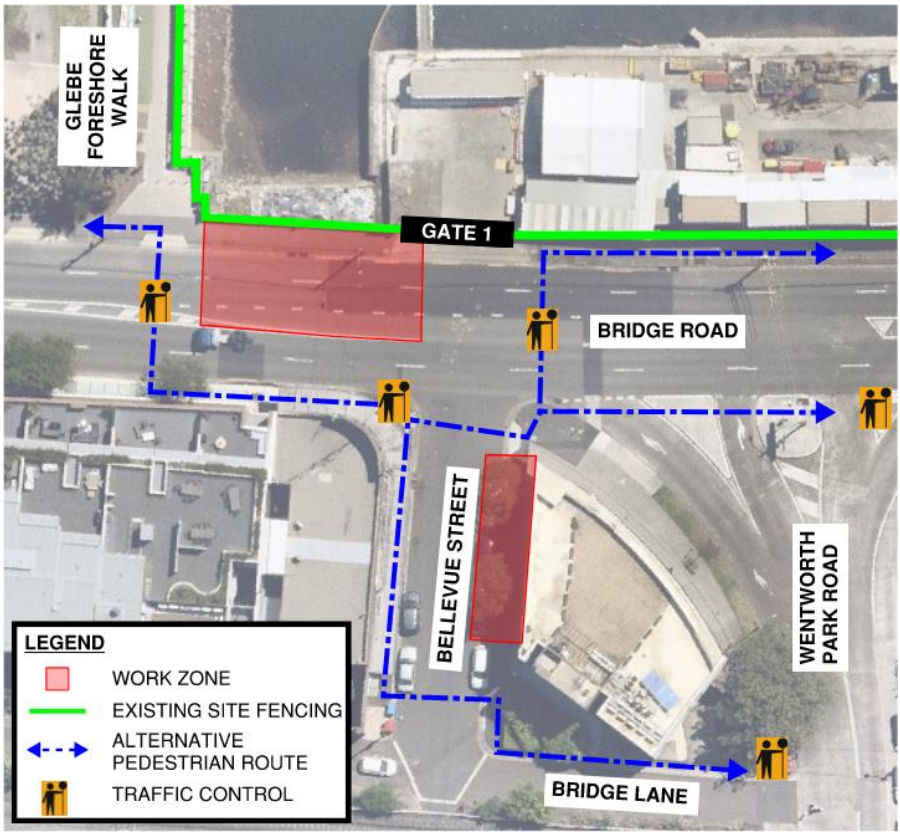 GLEBE
FORESHORE
WALK
GATE 1
BRIDGE ROAD
BELLEVUE STREET
WENTWORTH
PARK ROAD
BRIDGE LANE
LEGEND
WORK ZONE
EXISTING SITE FENCING
ALTERNATIVE
PEDESTRIAN ROUTE
TRAFFIC CONTROL